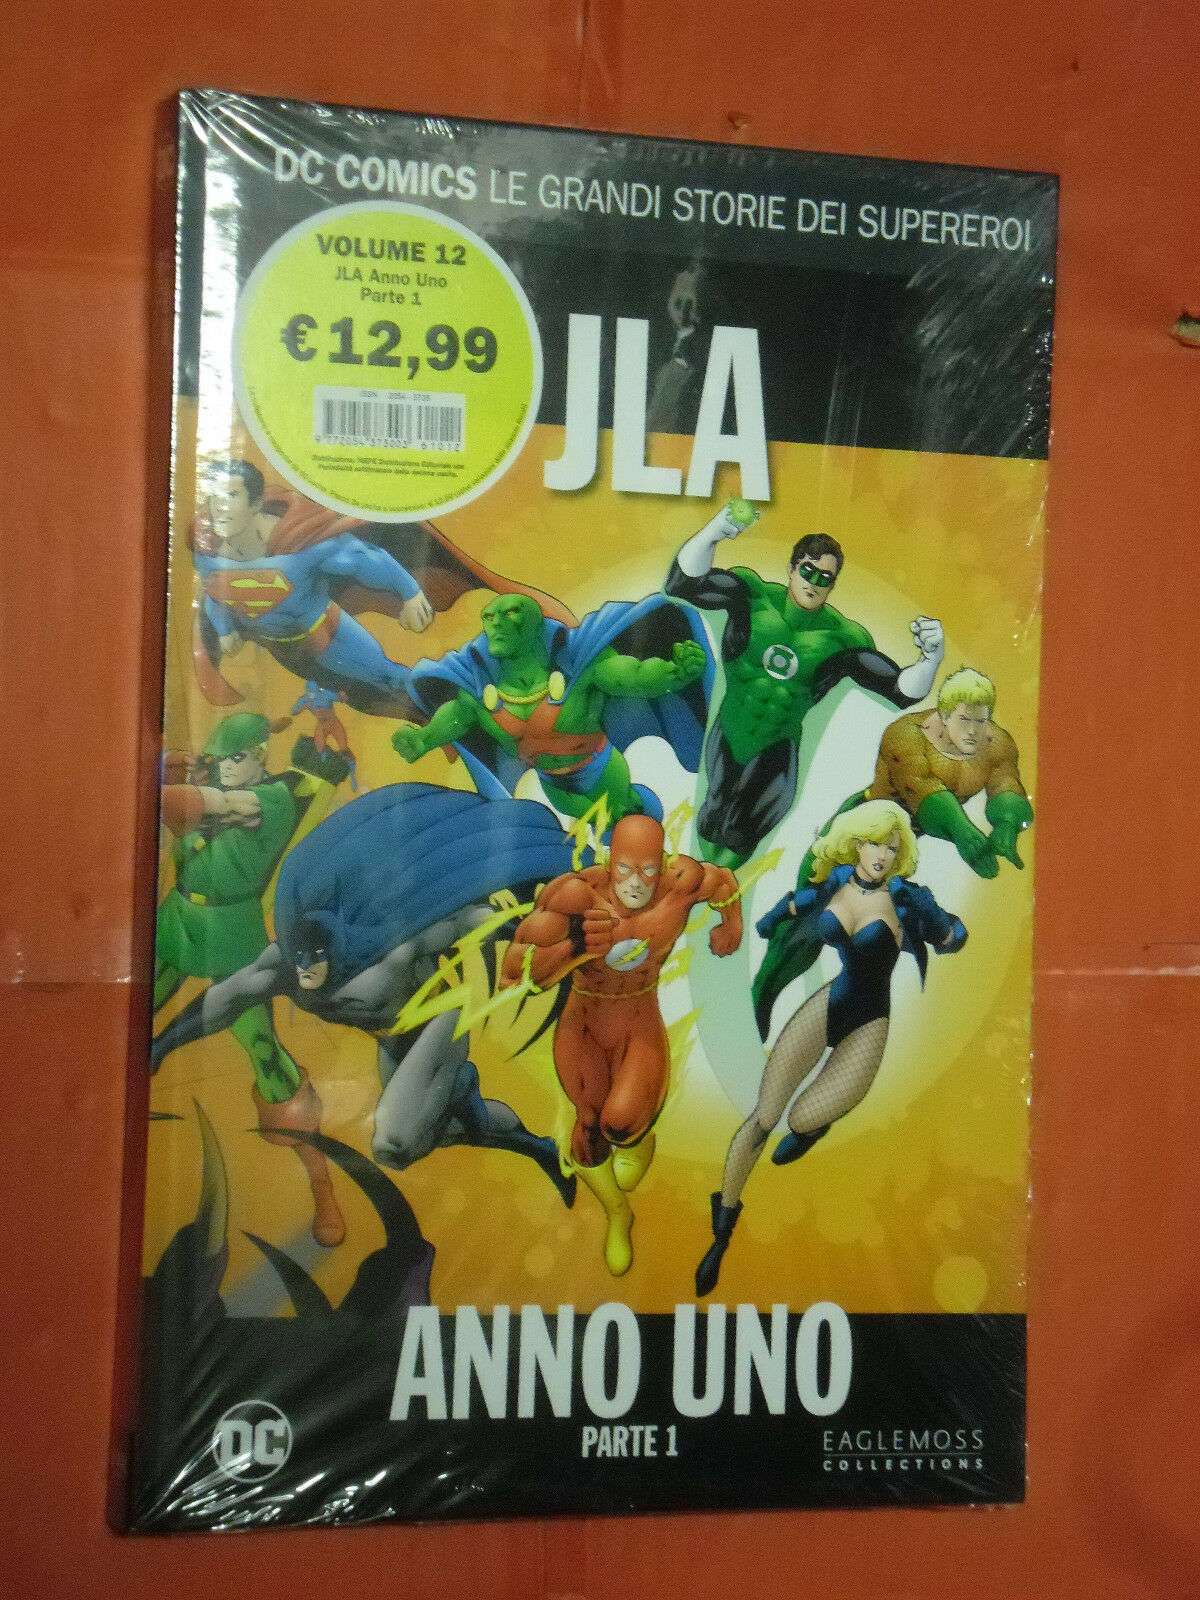 DC COMICS LE GRANDI STORIE DEI SUPEREROI
VOLUME 12
JLA Anno Uno
Parte 1
€ 12,99
JLA
ANNO UNO
PARTE 1
DC
EAGLEMOSS
COLLECTIONS